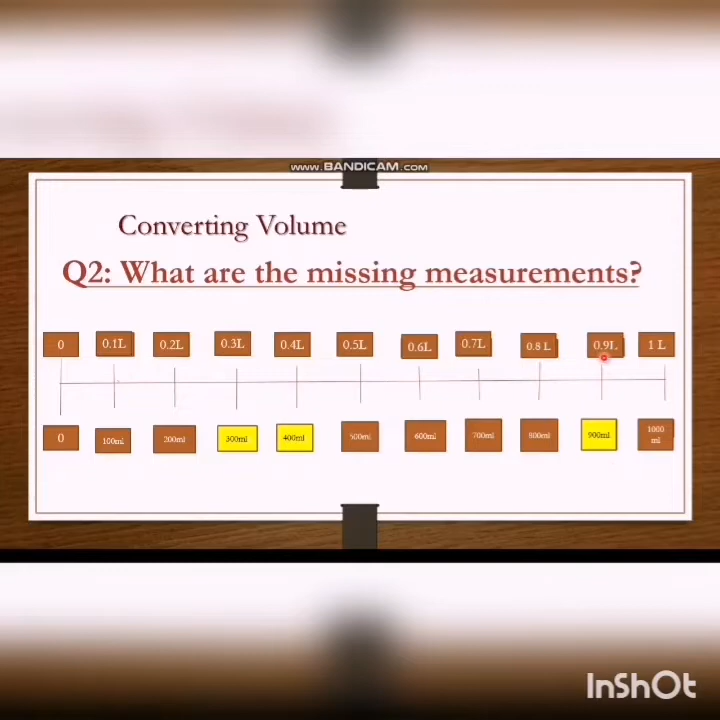 www.BANDICAM.com
Converting Volume
Q2: What are the missing measurements?
0 0.1L 0.2L 0.3L 0.4L 0.5L 0.6L 0.7L 0.8 L 0.9L 1 L
0 100ml 200ml 300ml 400ml 500ml 600ml 700ml 800ml 900ml 1000
ml
InShOt